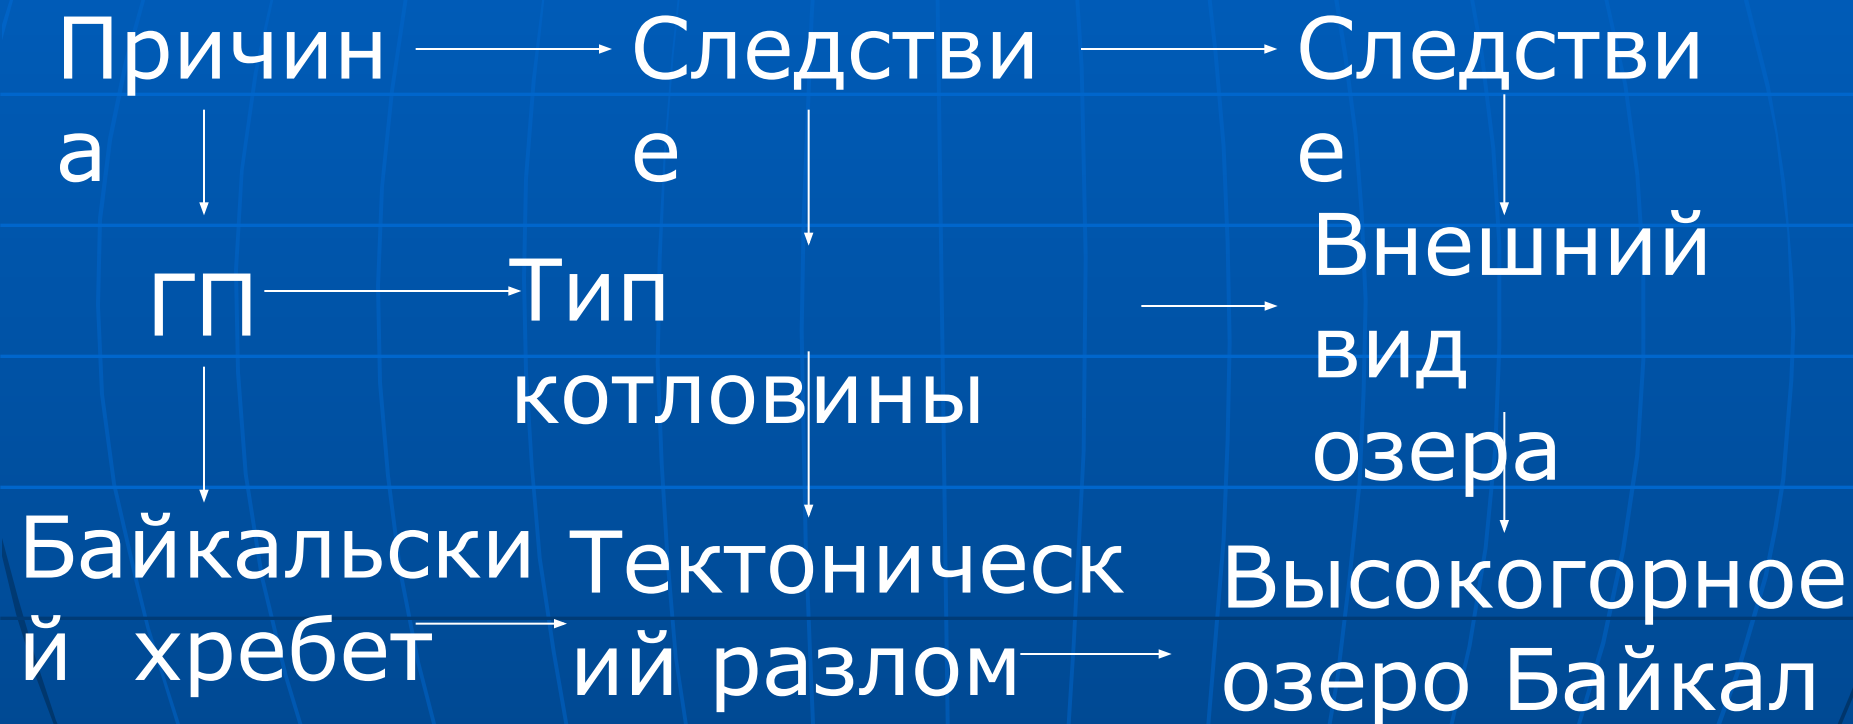 Причин
а
Следстви
е
Следстви
е
ГП
Тип
котловины
Внешний
вид
озера
Байкальски
й хребет
Тектоническ
ий разлом
Высокогорное
озеро Байкал